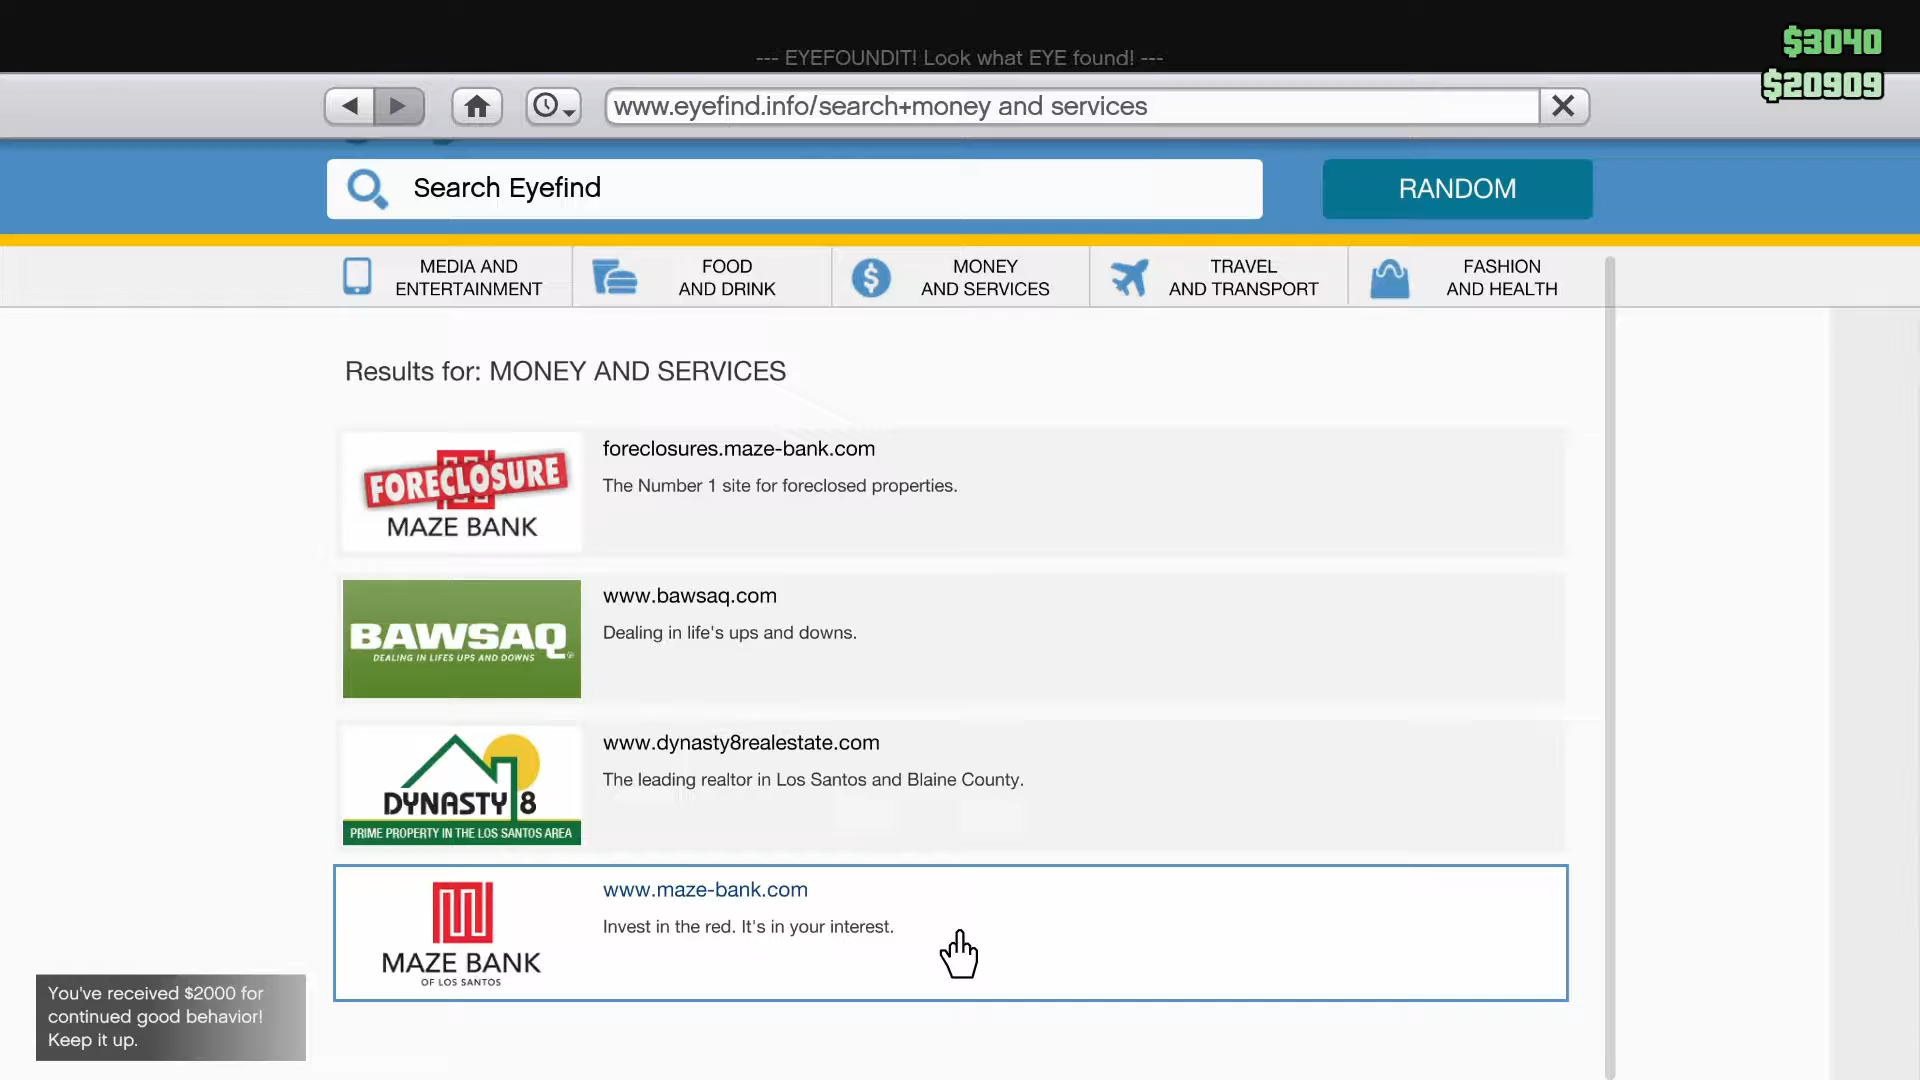 --- EYEFOUNDIT! Look what EYE found! ---
$3040
$20909
www.eyefind.info/search+money and services
Search Eyefind
RANDOM
MEDIA AND
ENTERTAINMENT
FOOD
AND DRINK
MONEY
AND SERVICES
TRAVEL
AND TRANSPORT
FASHION
AND HEALTH
Results for: MONEY AND SERVICES
FORECLOSURE
MAZE BANK
foreclosures.maze-bank.com
The Number 1 site for foreclosed properties.
BAWSAQ
DEALING IN LIFES UPS AND DOWNS
www.bawsaq.com
Dealing in life's ups and downs.
DYNASTY 8
PRIME PROPERTY IN THE LOS SANTOS AREA
www.dynasty8realestate.com
The leading realtor in Los Santos and Blaine County.
MAZE BANK
OF LOS SANTOS
www.maze-bank.com
Invest in the red. It's in your interest.
You've received $2000 for
continued good behavior!
Keep it up.